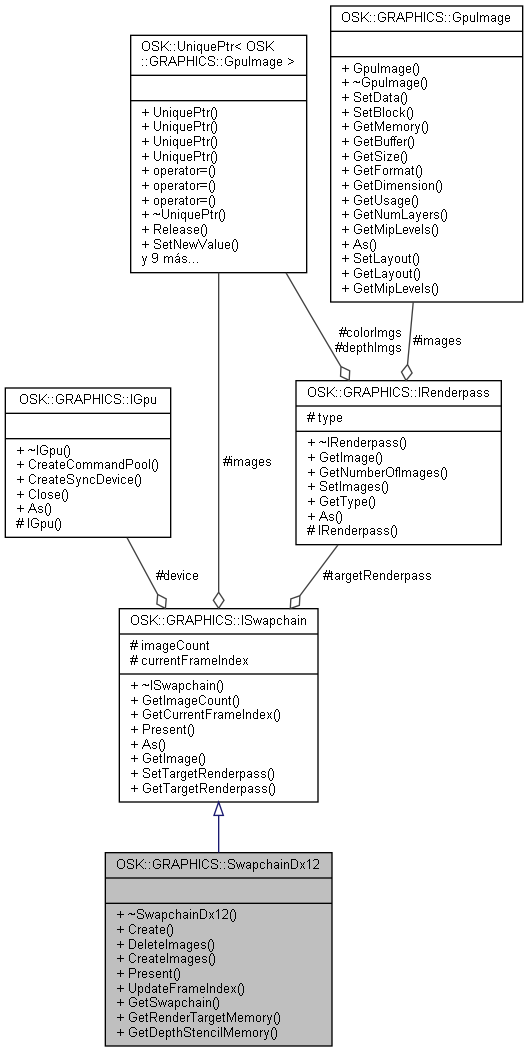 OSK::UniquePtr< OSK
::GRAPHICS::GpuImage >
+ UniquePtr()
+ UniquePtr()
+ UniquePtr()
+ UniquePtr()
+ operator=()
+ operator=()
+ operator=()
+ ~UniquePtr()
+ Release()
+ SetNewValue()
y 9 más...
OSK::GRAPHICS::GpuImage
+ GpuImage()
+ ~GpuImage()
+ SetData()
+ SetBlock()
+ GetMemory()
+ GetBuffer()
+ GetSize()
+ GetFormat()
+ GetDimension()
+ GetUsage()
+ GetNumLayers()
+ GetMipLevels()
+ As()
+ SetLayout()
+ GetLayout()
+ GetMipLevels()
#colorImgs
#depthImgs
#images
OSK::GRAPHICS::IGpu
+ ~IGpu()
+ CreateCommandPool()
+ CreateSyncDevice()
+ Close()
+ As()
# IGpu()
#images
OSK::GRAPHICS::IRenderpass
# type
+ ~IRenderpass()
+ GetImage()
+ GetNumberOfImages()
+ SetImages()
+ GetType()
+ As()
# IRenderpass()
#device
#targetRenderpass
OSK::GRAPHICS::ISwapchain
# imageCount
# currentFrameIndex
+ ~ISwapchain()
+ GetImageCount()
+ GetCurrentFrameIndex()
+ Present()
+ As()
+ GetImage()
+ SetTargetRenderpass()
+ GetTargetRenderpass()
OSK::GRAPHICS::SwapchainDx12
+ ~SwapchainDx12()
+ Create()
+ DeleteImages()
+ CreateImages()
+ Present()
+ UpdateFrameIndex()
+ GetSwapchain()
+ GetRenderTargetMemory()
+ GetDepthStencilMemory()